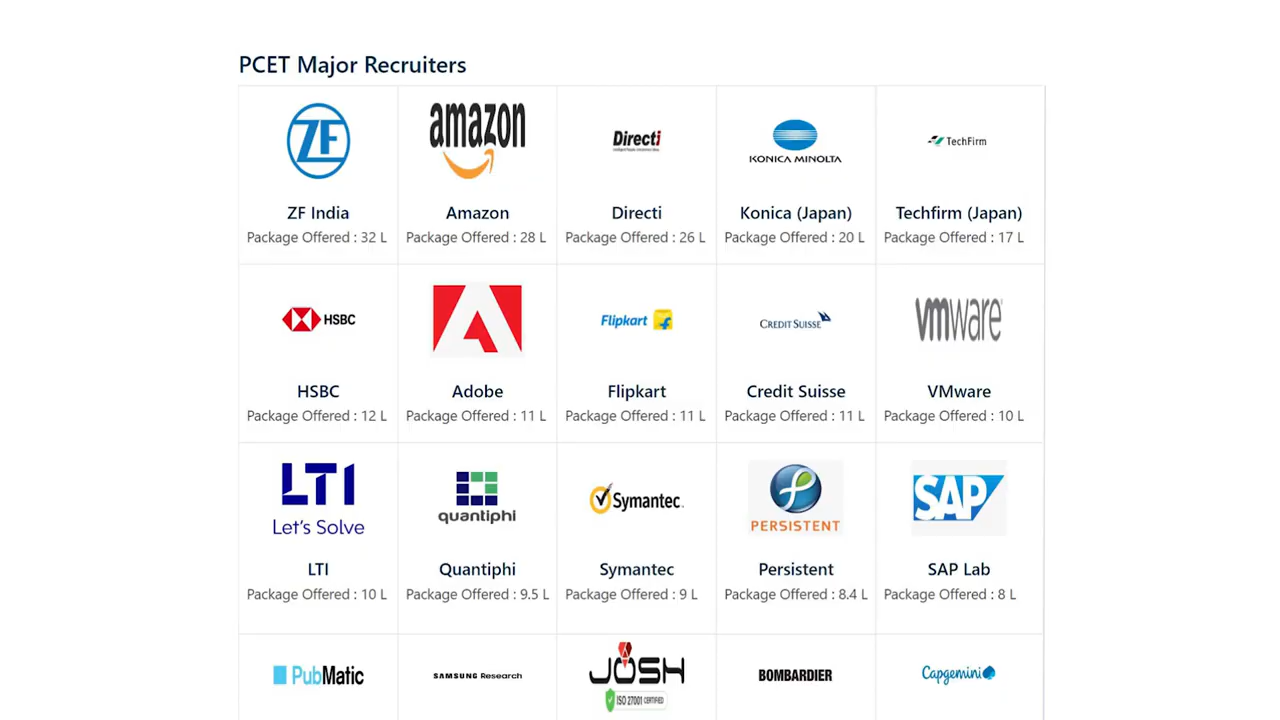 PCET Major Recruiters
ZF
amazon
Directi
KONICA MINOLTA
TechFirm
ZF India
Amazon
Directi
Konica (Japan)
Techfirm (Japan)
Package Offered : 32 L
Package Offered : 28 L
Package Offered : 26 L
Package Offered : 20 L
Package Offered : 17 L
HSBC
Flipkart
CREDIT SUISSE
vmware
HSBC
Adobe
Flipkart
Credit Suisse
VMware
Package Offered : 12 L
Package Offered : 11 L
Package Offered : 11 L
Package Offered : 11 L
Package Offered : 10 L
LTI
Let's Solve
quantiphi
Symantec.
PERSISTENT
SAP
LTI
Quantiphi
Symantec
Persistent
SAP Lab
Package Offered : 10 L
Package Offered : 9.5 L
Package Offered : 9 L
Package Offered : 8.4 L
Package Offered : 8 L
PubMatic
SAMSUNG Research
JOSH
ISO 27001 CERTIFIED
BOMBARDIER
Capgemini